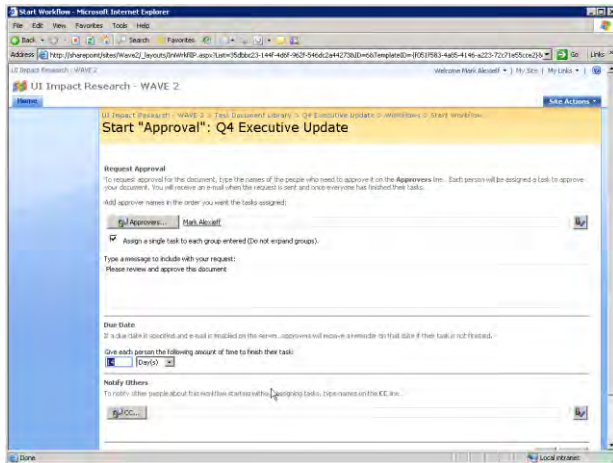 Start Workflow - Microsoft Internet Explorer
File Edit View Favorites Tools Help
Back Search Favorites
Address Go Links
UI Impact Research - WAVE 2 Welcome Mark Alexieff My Site My Links
UI Impact Research - WAVE 2
Home Site Actions
UI Impact Research - WAVE 2 > Test Document Library > Q4 Executive Update > Workflows > Start Workflow
Start "Approval": Q4 Executive Update
Request Approval
To request approval for this document, type the names of the people who need to approve it on the Approvers line. Each person will be assigned a task to approve
your document. You will receive an e-mail when the request is sent and once everyone has finished their tasks.
Add approver names in the order you want the tasks assigned:
Approvers... Mark Alexieff
Assign a single task to each group entered (Do not expand groups).
Type a message to include with your request:
Please review and approve this document
Due Date
If a due date is specified and e-mail is enabled on the server, approvers will receive a reminder on that date if their task is not finished.
Give each person the following amount of time to finish their task:
14 Day(s)
Notify Others
To notify other people about this workflow starting without assigning tasks, type names on the CC line.
CC...
Done Local intranet